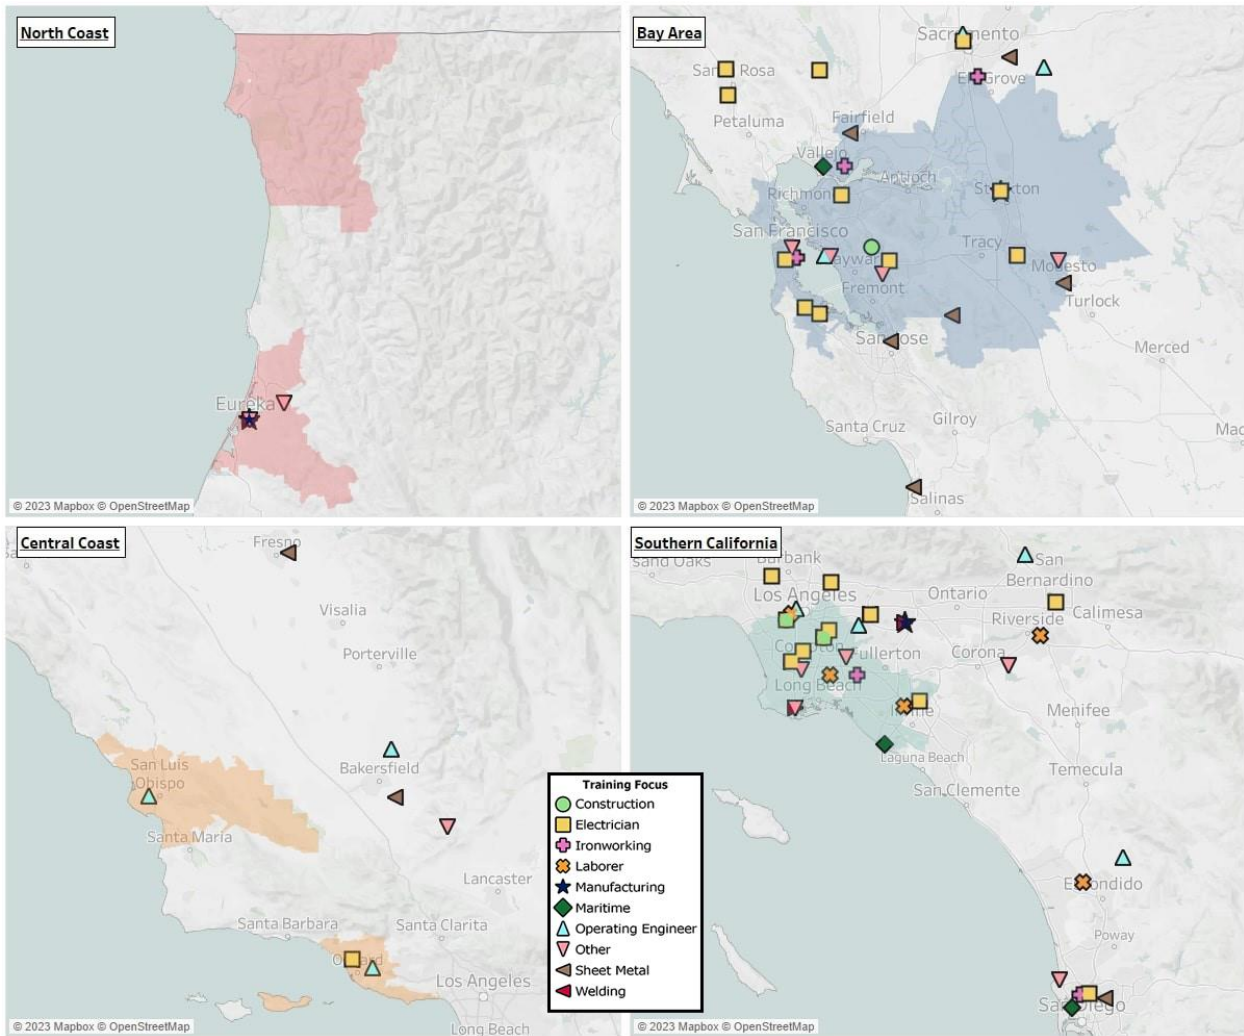 North Coast
Eureka
© 2023 Mapbox © OpenStreetMap
Bay Area
Sacramento
Santa Rosa
Elk Grove
Petaluma
Fairfield
Vallejo
Antioch
Richmond
Stockton
San Francisco
Tracy
Hayward
Modesto
Fremont
Turlock
San Jose
Merced
Gilroy
Santa Cruz
Salinas
© 2023 Mapbox © OpenStreetMap
Central Coast
Fresno
Visalia
Porterville
San Luis
Obispo
Bakersfield
Santa Maria
Lancaster
Santa Barbara
Santa Clarita
Oxnard
Los Angeles
Long Beach
© 2023 Mapbox © OpenStreetMap
Southern California
sand Oaks
Burbank
San
Bernardino
Los Angeles
Ontario
Riverside
Calimesa
Compton
Fullerton
Corona
Long Beach
Irvine
Menifee
Laguna Beach
Temecula
San Clemente
Escondido
Poway
San Diego
© 2023 Mapbox © OpenStreetMap
Training Focus
Construction
Electrician
Ironworking
Laborer
Manufacturing
Maritime
Operating Engineer
Other
Sheet Metal
Welding